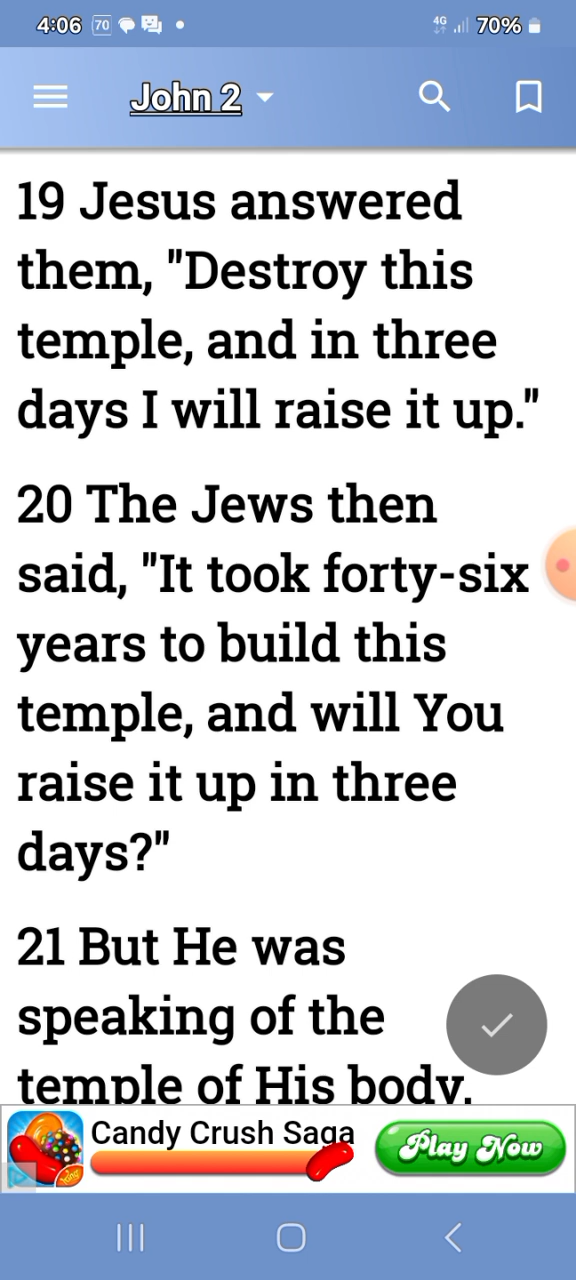 4:06 70 4G 70%
John 2
19 Jesus answered
them, "Destroy this
temple, and in three
days I will raise it up."
20 The Jews then
said, "It took forty-six
years to build this
temple, and will You
raise it up in three
days?"
21 But He was
speaking of the
temple of His body.
Candy Crush Saga
Play Now
King